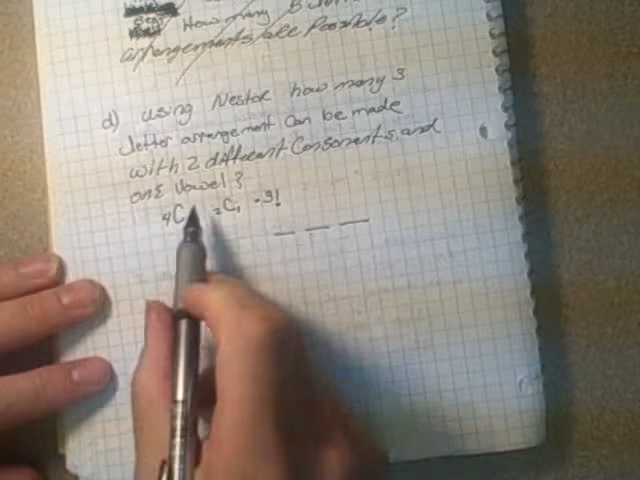 How many
arrangements are Possible?
d) using Nestor how many 3
letter arrangement can be made
with 2 different Consonents, and
one Vowel?
4C 2C1 · 3!